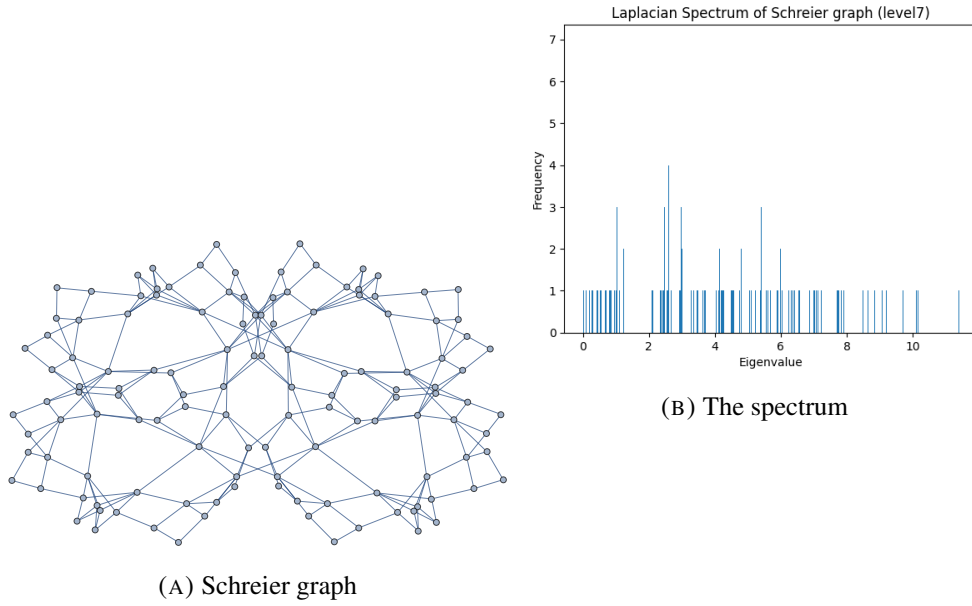 Laplacian Spectrum of Schreier graph (level7)
7
6
5
4
3
2
1
0
Frequency
0 2 4 6 8 10
Eigenvalue
(B) The spectrum
(A) Schreier graph